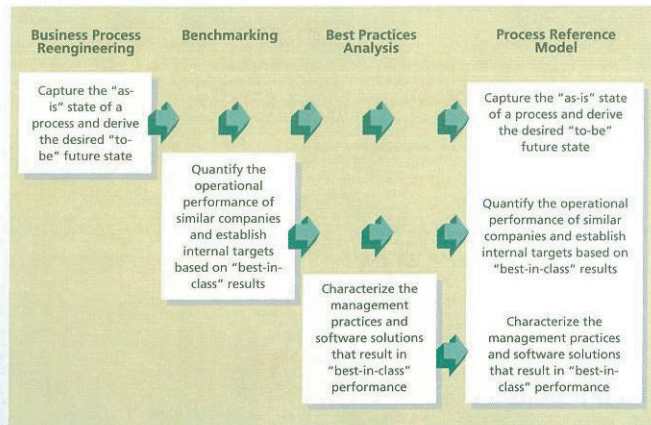 Business Process
Reengineering
Benchmarking
Best Practices
Analysis
Process Reference
Model
Capture the "as-
is" state of a
process and derive
the desired "to-
be" future state
Quantify the
operational
performance of
similar companies
and establish
internal targets
based on "best-in-
class" results
Characterize the
management
practices and
software solutions
that result in
"best-in-class"
performance
Capture the "as-is" state
of a process and derive
the desired "to-be"
future state
Quantify the operational
performance of similar
companies and establish
internal targets based on
"best-in-class" results
Characterize the
management practices
and software solutions
that result in "best-in-
class" performance